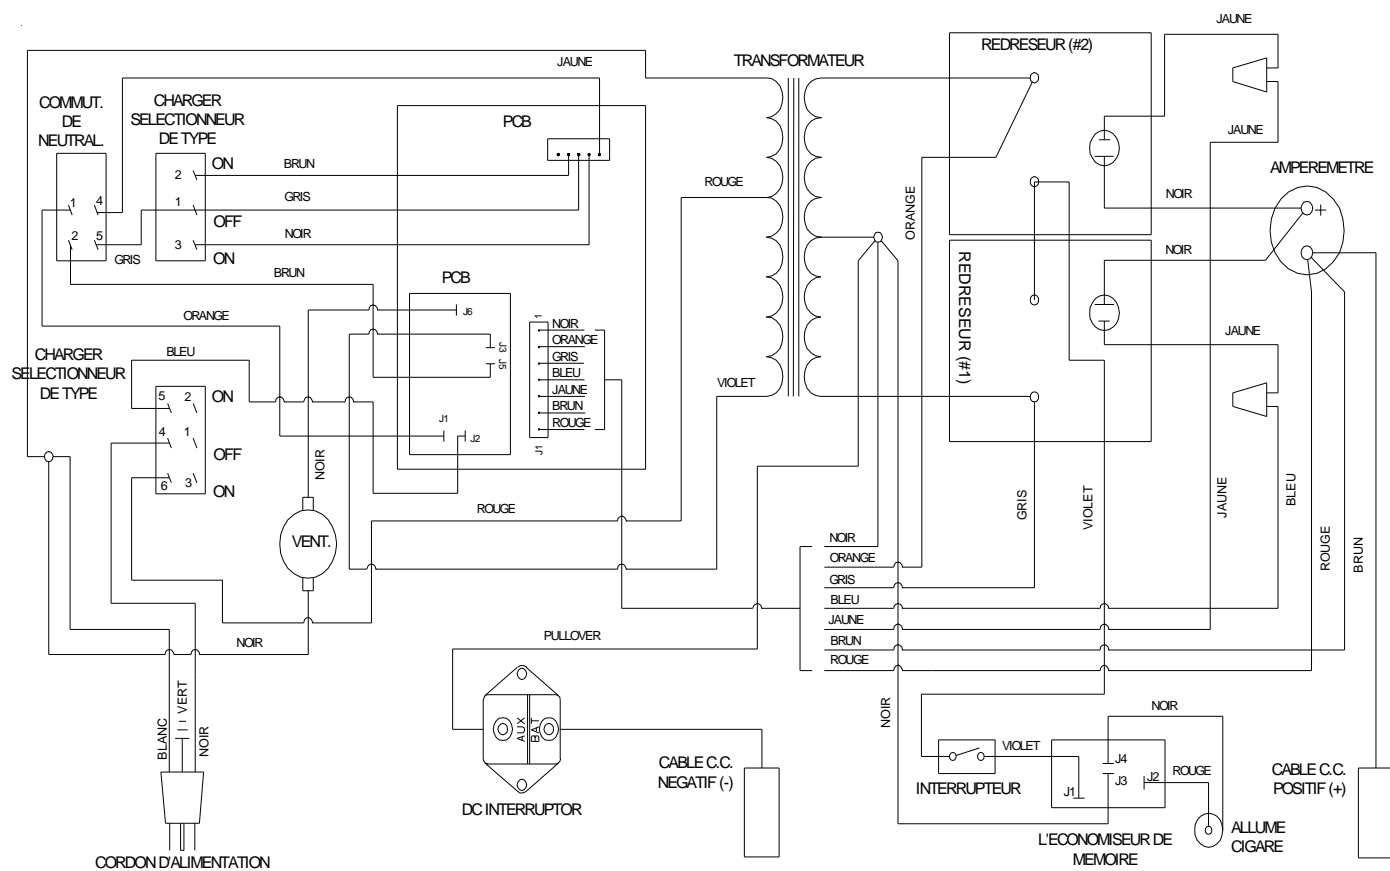 JAUNE
REDRESEUR (#2)
JAUNE
TRANSFORMATEUR
COMMUT.
DE
NEUTRAL.
CHARGER
SELECTIONNEUR
DE TYPE
PCB
JAUNE
AMPEREMETRE
ON
2
BRUN
ROUGE
NOIR
1
4
1
GRIS
OFF
ORANGE
+
2
5
3
NOIR
GRIS
ON
NOIR
BRUN
PCB
REDRESEUR (#1)
ORANGE
J6
1
NOIR
ORANGE
GRIS
BLEU
JAUNE
BRUN
ROUGE
J1
J3
J5
J1
J2
JAUNE
CHARGER
SELECTIONNEUR
DE TYPE
BLEU
VIOLET
5
2
ON
4
1
OFF
6
3
ON
NOIR
ROUGE
VENT.
GRIS
VIOLET
JAUNE
BLEU
ROUGE
BRUN
NOIR
ORANGE
GRIS
BLEU
JAUNE
BRUN
ROUGE
NOIR
PULLOVER
BLANC
VERT
NOIR
AUX
BAT
NOIR
NOIR
CABLE C.C.
NEGATIF (-)
DC INTERRUPTOR
VIOLET
INTERRUPTEUR
J4
J3
J1
J2
ROUGE
CABLE C.C.
POSITIF (+)
L'ECONOMISEUR DE
MEMOIRE
ALLUME
CIGARE
CORDON D'ALIMENTATION